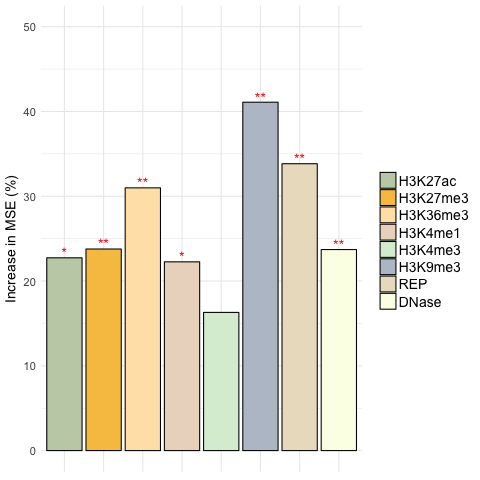 50
40
30
20
10
0
Increase in MSE (%)
*
**
**
*
**
**
**
H3K27ac
H3K27me3
H3K36me3
H3K4me1
H3K4me3
H3K9me3
REP
DNase